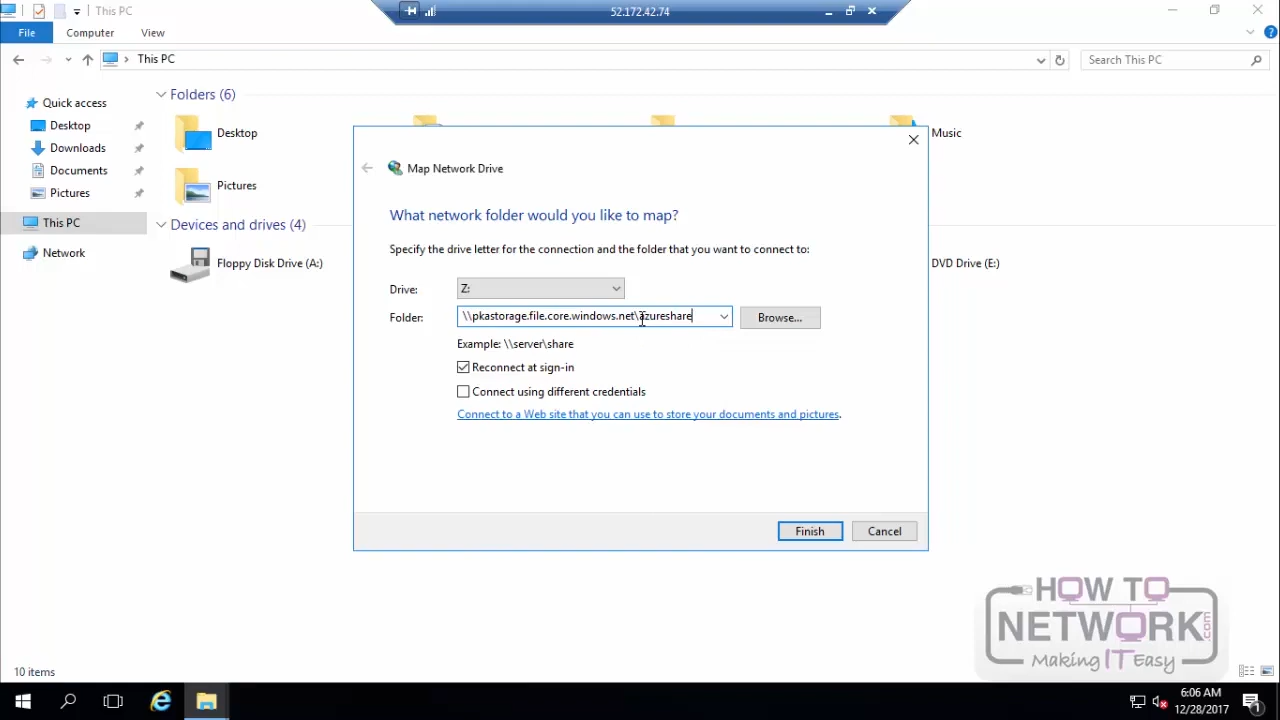 This PC
52.172.42.74
File
Computer
View
This PC
Search This PC
Quick access
Desktop
Downloads
Documents
Pictures
This PC
Network
Folders (6)
Desktop
Music
Pictures
Devices and drives (4)
Floppy Disk Drive (A:)
DVD Drive (E:)
Map Network Drive
What network folder would you like to map?
Specify the drive letter for the connection and the folder that you want to connect to:
Drive:
Z:
Folder:
\\pkastorage.file.core.windows.net\azureshare
Browse...
Example: \\server\share
Reconnect at sign-in
Connect using different credentials
Connect to a Web site that you can use to store your documents and pictures.
Finish
Cancel
HOW TO
NETWORK.com
Making IT Easy
10 items
6:06 AM
12/28/2017
1